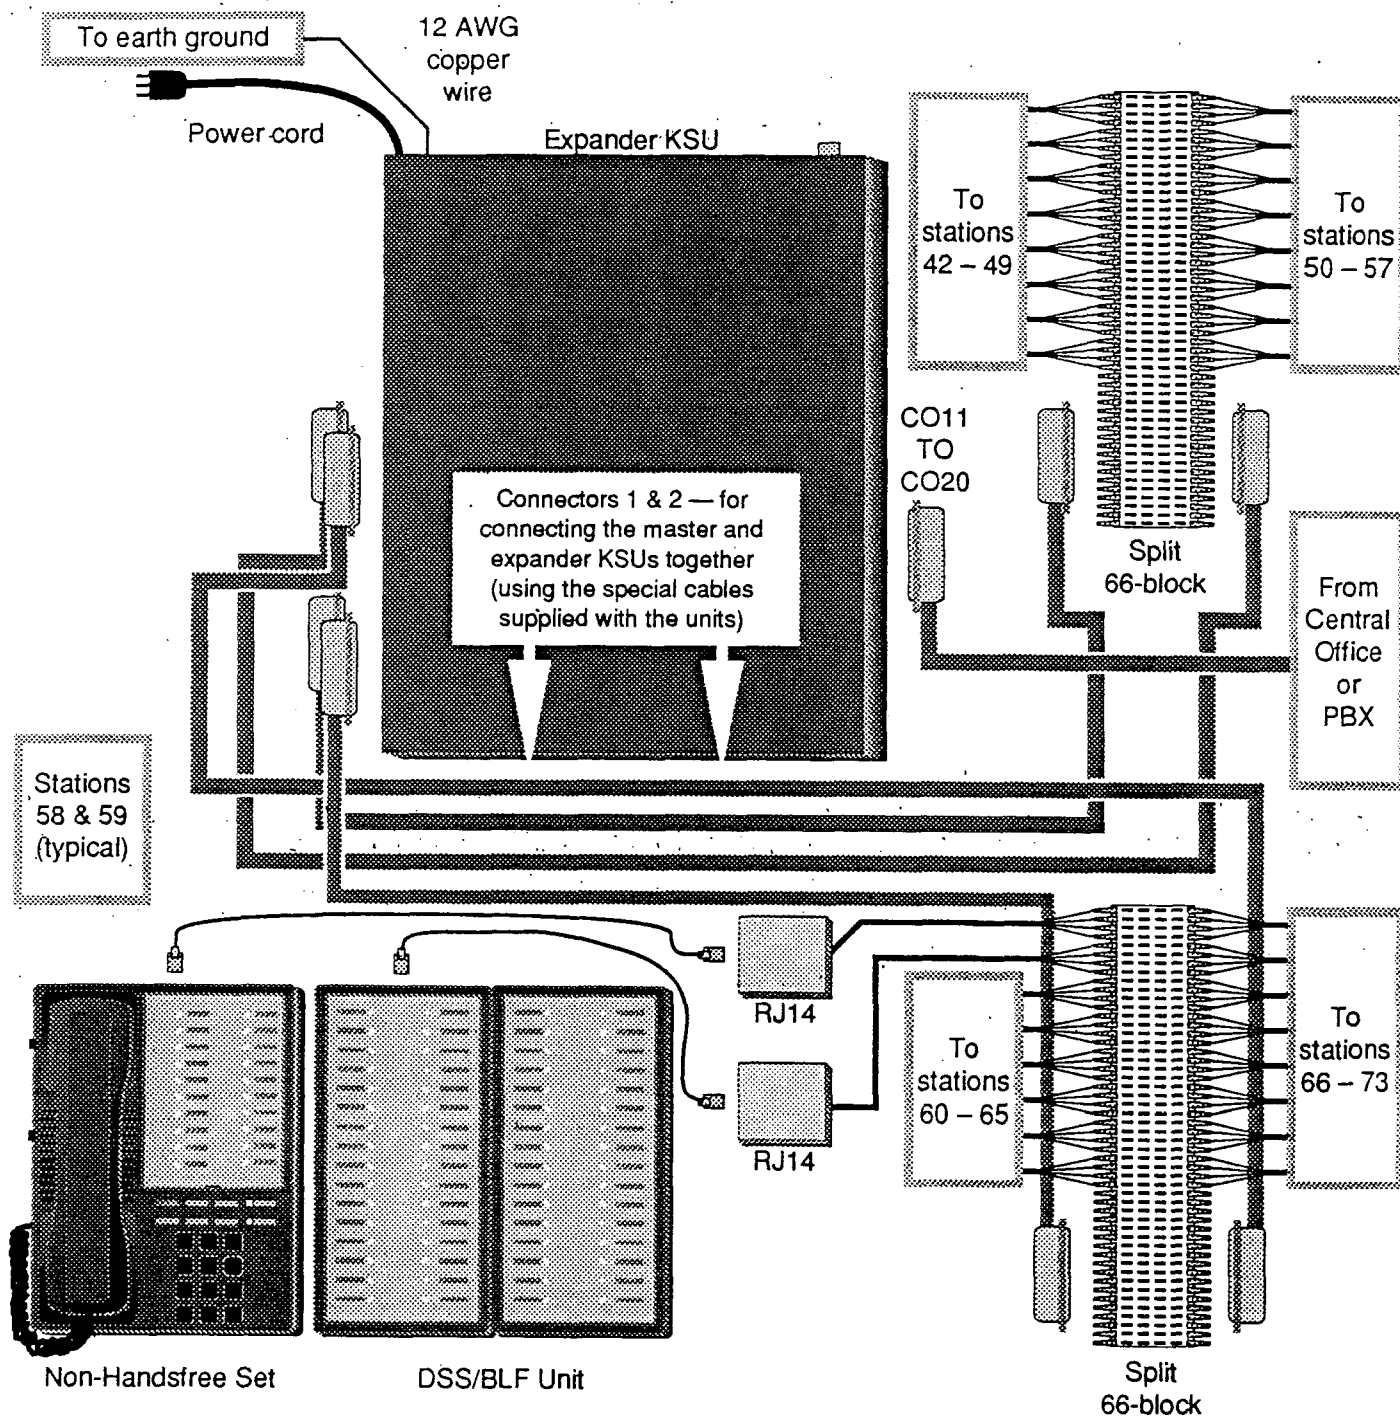 To earth ground
12 AWG
copper
wire
Power cord
Expander KSU
To
stations
42 – 49
To
stations
50 – 57
CO11
TO
CO20
Connectors 1 & 2 — for
connecting the master and
expander KSUs together
(using the special cables
supplied with the units)
Split
66-block
From
Central
Office
or
PBX
Stations
58 & 59
(typical)
RJ14
To
stations
60 – 65
To
stations
66 – 73
RJ14
Non-Handsfree Set
DSS/BLF Unit
Split
66-block